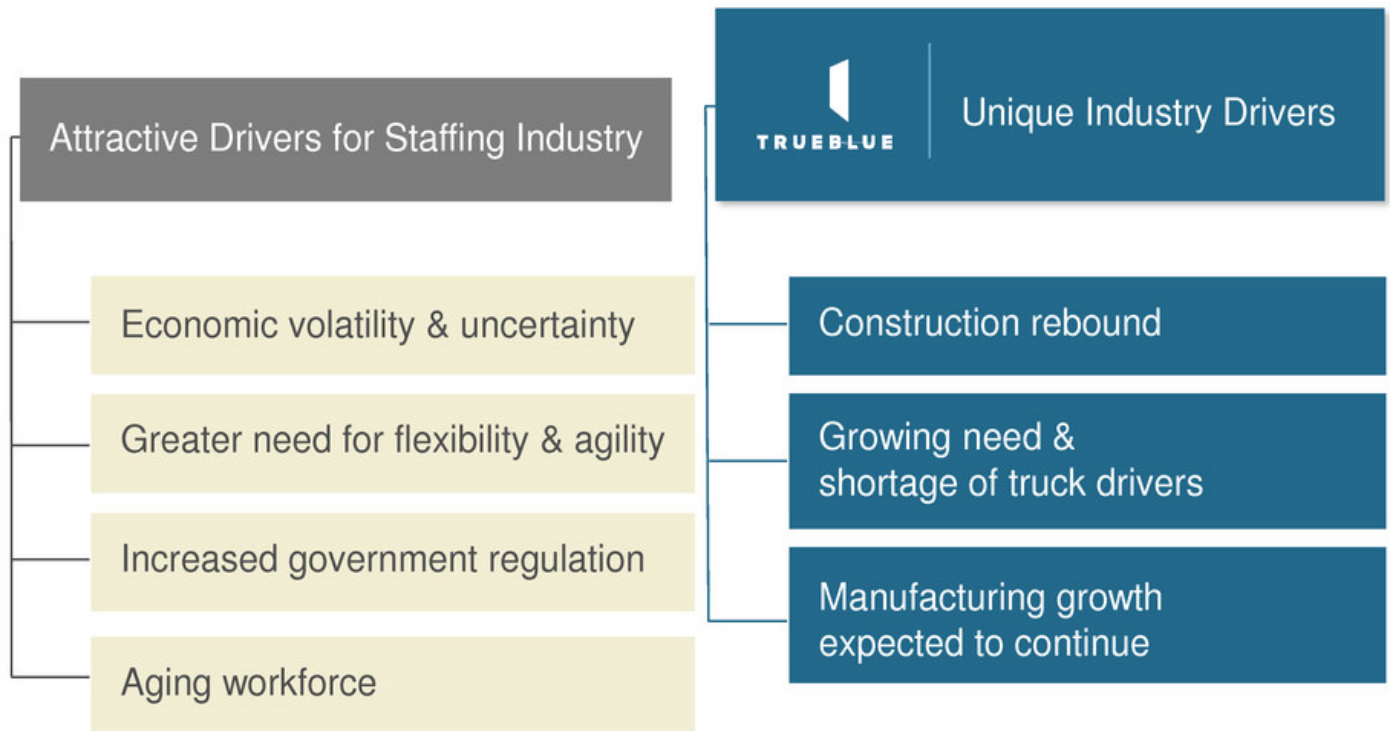 Attractive Drivers for Staffing Industry
Economic volatility & uncertainty
Greater need for flexibility & agility
Increased government regulation
Aging workforce
TRUEBLUE
Unique Industry Drivers
Construction rebound
Growing need &
shortage of truck drivers
Manufacturing growth
expected to continue